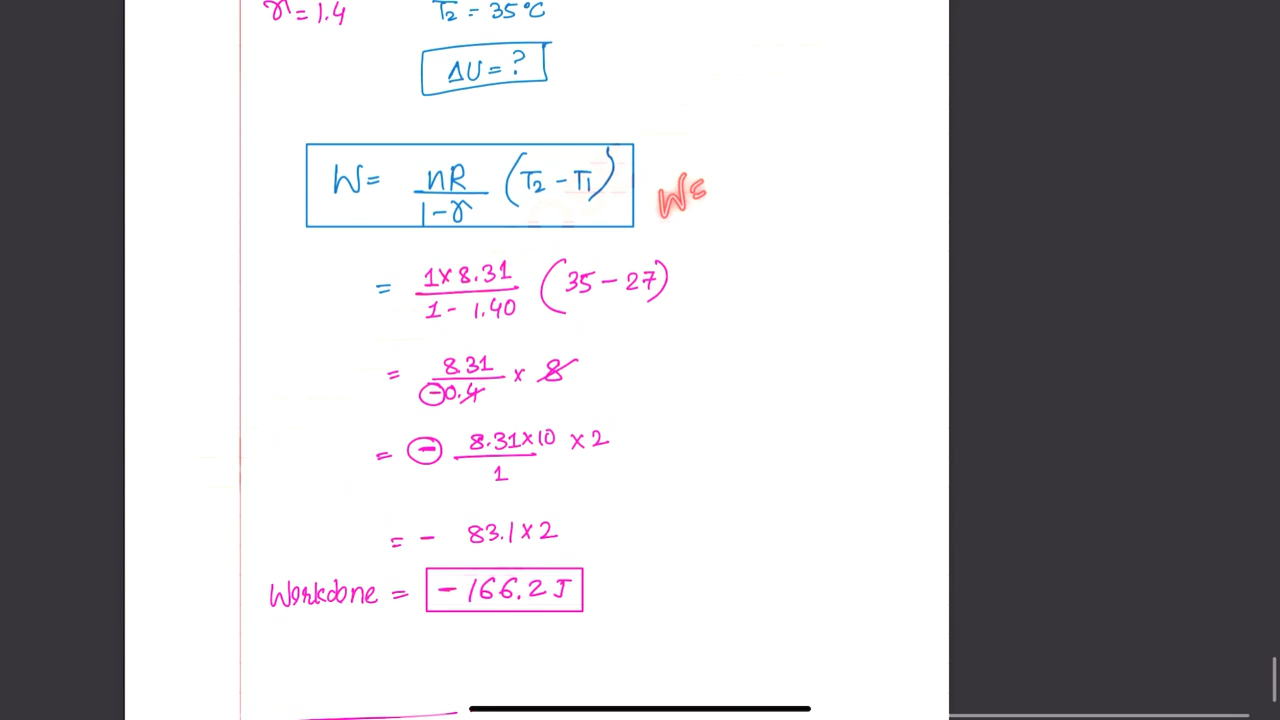 γ = 1.4 T2 = 35°C
ΔU = ?
W = nR / 1-γ (T2 - T1) W=
= 1×8.31 / 1 - 1.40 (35 - 27)
= 8.31 / -0.4 × 8
= - 8.31×10 / 1 × 2
= - 83.1×2
Workdone = -166.2 J